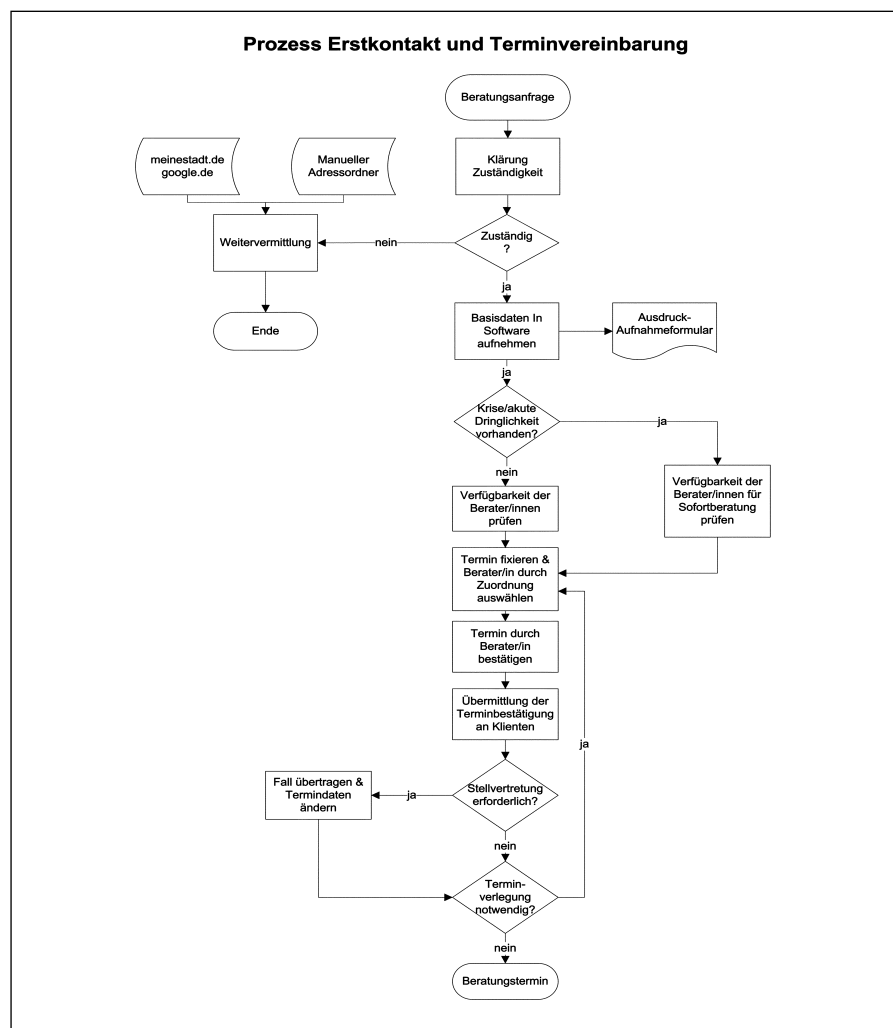 Prozess Erstkontakt und Terminvereinbarung
Beratungsanfrage
meinestadt.de
google.de
Manueller
Adressordner
Klärung
Zuständigkeit
Weitervermittlung
nein
Zuständig
?
ja
Ende
Basisdaten In
Software
aufnehmen
Ausdruck-
Aufnahmeformular
ja
Krise/akute
Dringlichkeit
vorhanden?
ja
nein
Verfügbarkeit der
Berater/innen
prüfen
Verfügbarkeit der
Berater/innen für
Sofortberatung
prüfen
Termin fixieren &
Berater/in durch
Zuordnung
auswählen
Termin durch
Berater/in
bestätigen
Übermittlung der
Terminbestätigung
an Klienten
ja
Fall übertragen &
Termindaten
ändern
ja
Stellvertretung
erforderlich?
nein
Termin-
verlegung
notwendig?
nein
Beratungstermin